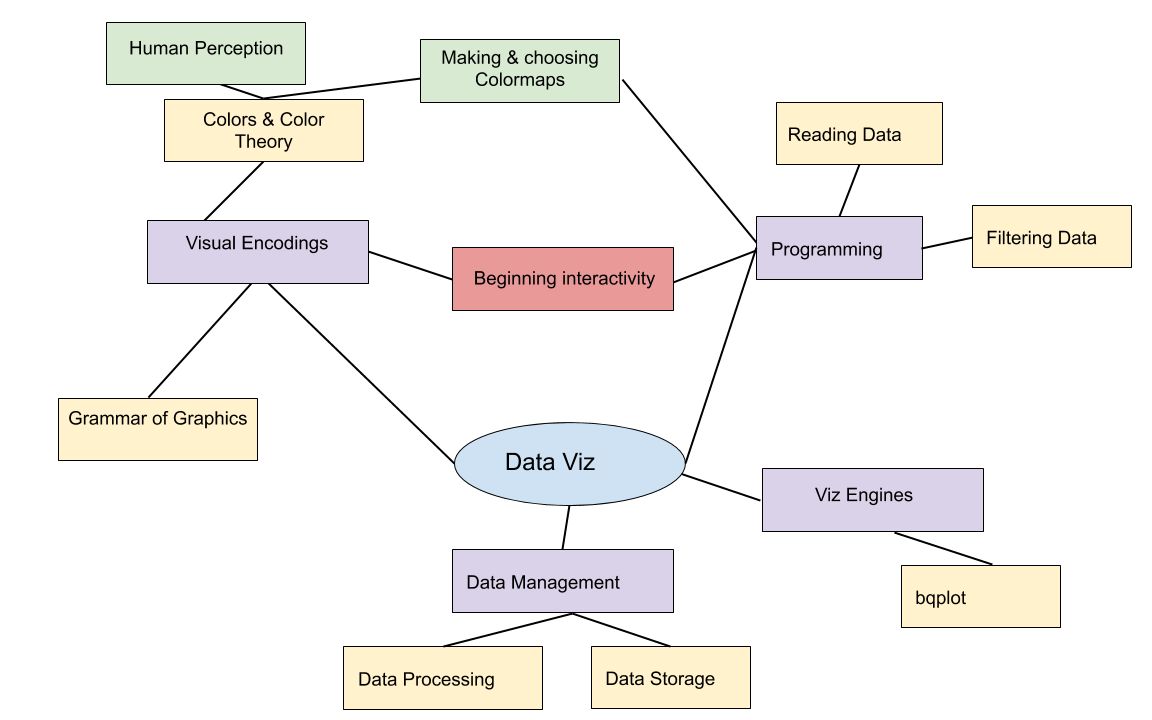 Human Perception
Making & choosing
Colormaps
Colors & Color
Theory
Reading Data
Visual Encodings
Filtering Data
Programming
Beginning interactivity
Grammar of Graphics
Data Viz
Viz Engines
Data Management
bqplot
Data Processing
Data Storage